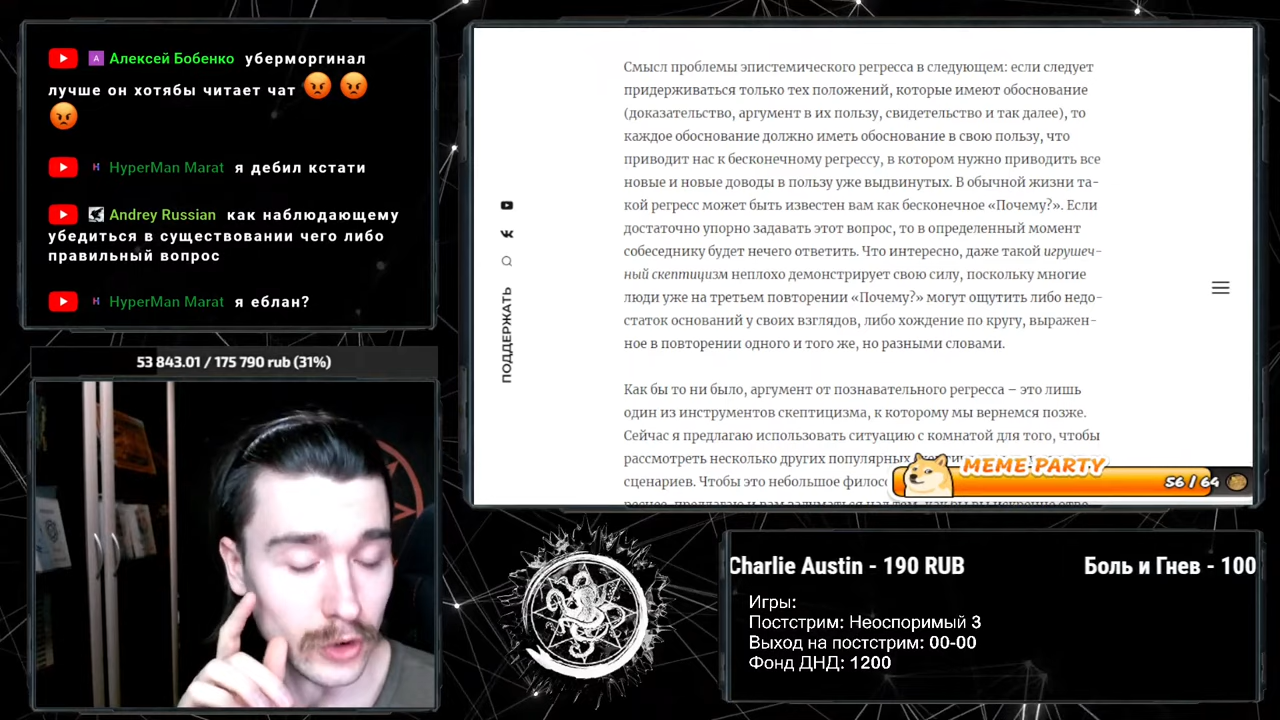 А Алексей Бобенко уберморгинал
лучше он хотябы читает чат
H HyperMan Marat я дебил кстати
Andrey Russian как наблюдающему
убедиться в существовании чего либо
правильный вопрос
H HyperMan Marat я еблан?
53 843.01 / 175 790 rub (31%)
ПОДДЕРЖАТЬ
Смысл проблемы эпистемического регресса в следующем: если следует
придерживаться только тех положений, которые имеют обоснование
(доказательство, аргумент в их пользу, свидетельство и так далее), то
каждое обоснование должно иметь обоснование в свою пользу, что
приводит нас к бесконечному регрессу, в котором нужно приводить все
новые и новые доводы в пользу уже выдвинутых. В обычной жизни та-
кой регресс может быть известен вам как бесконечное «Почему?». Если
достаточно упорно задавать этот вопрос, то в определенный момент
собеседнику будет нечего ответить. Что интересно, даже такой игрушеч-
ный скептицизм неплохо демонстрирует свою силу, поскольку многие
люди уже на третьем повторении «Почему?» могут ощутить либо недо-
статок оснований у своих взглядов, либо хождение по кругу, выражен-
ное в повторении одного и того же, но разными словами.
Как бы то ни было, аргумент от познавательного регресса – это лишь
один из инструментов скептицизма, к которому мы вернемся позже.
Сейчас я предлагаю использовать ситуацию с комнатой для того, чтобы
рассмотреть несколько других популярных
сценариев. Чтобы это небольшое
MEME PARTY
56 / 64
Charlie Austin - 190 RUB
Боль и Гнев - 100
Игры:
Постстрим: Неоспоримый 3
Выход на постстрим: 00-00
Фонд ДНД: 1200